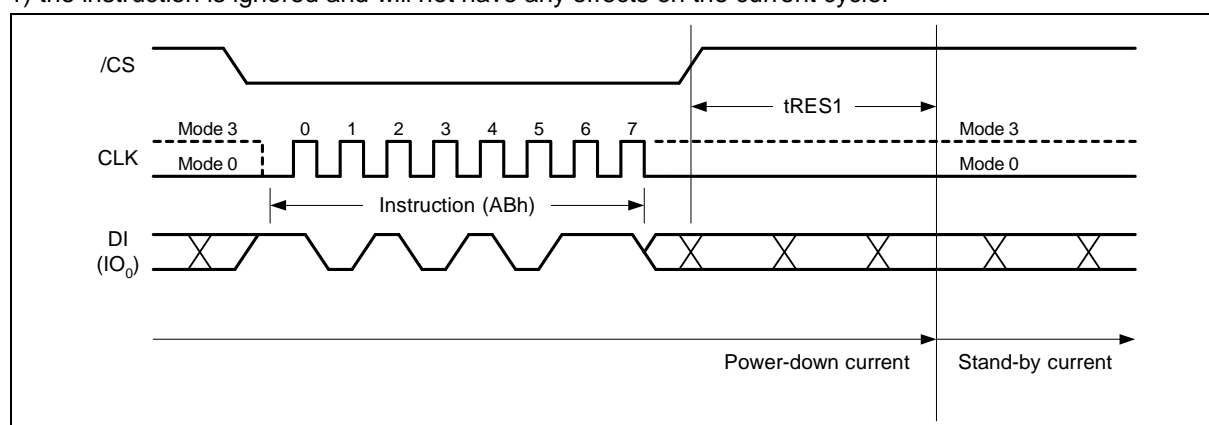 1) the instruction is ignored and will not have any effects on the current cycle.
/CS
tRES1
Mode 3 0 1 2 3 4 5 6 7 Mode 3
CLK
Mode 0 Mode 0
Instruction (ABh)
DI
(IO0)
Power-down current Stand-by current